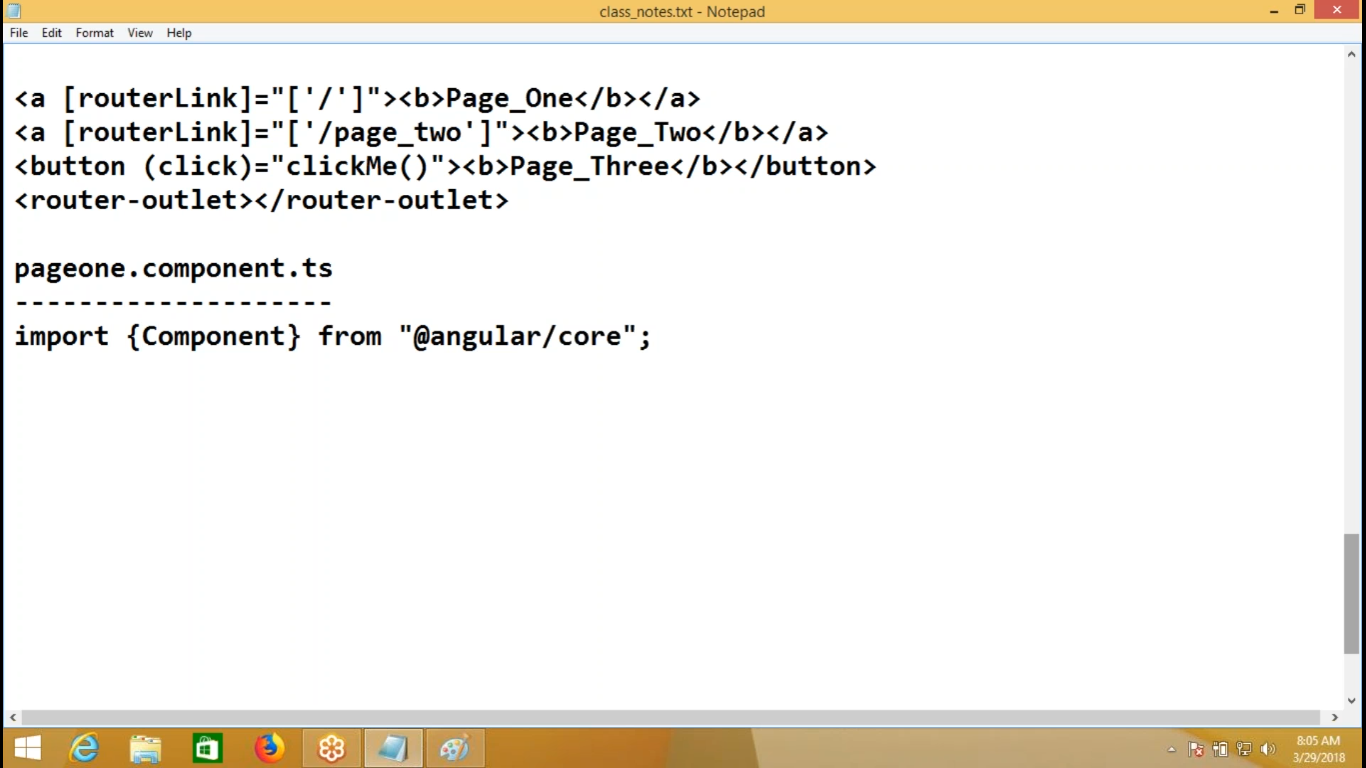 class_notes.txt - Notepad
File Edit Format View Help
<a [routerLink]="['/']"><b>Page_One</b></a>
<a [routerLink]="['/page_two']"><b>Page_Two</b></a>
<button (click)="clickMe()"><b>Page_Three</b></button>
<router-outlet></router-outlet>
pageone.component.ts
--------------------
import {Component} from "@angular/core";
8:05 AM
3/29/2018